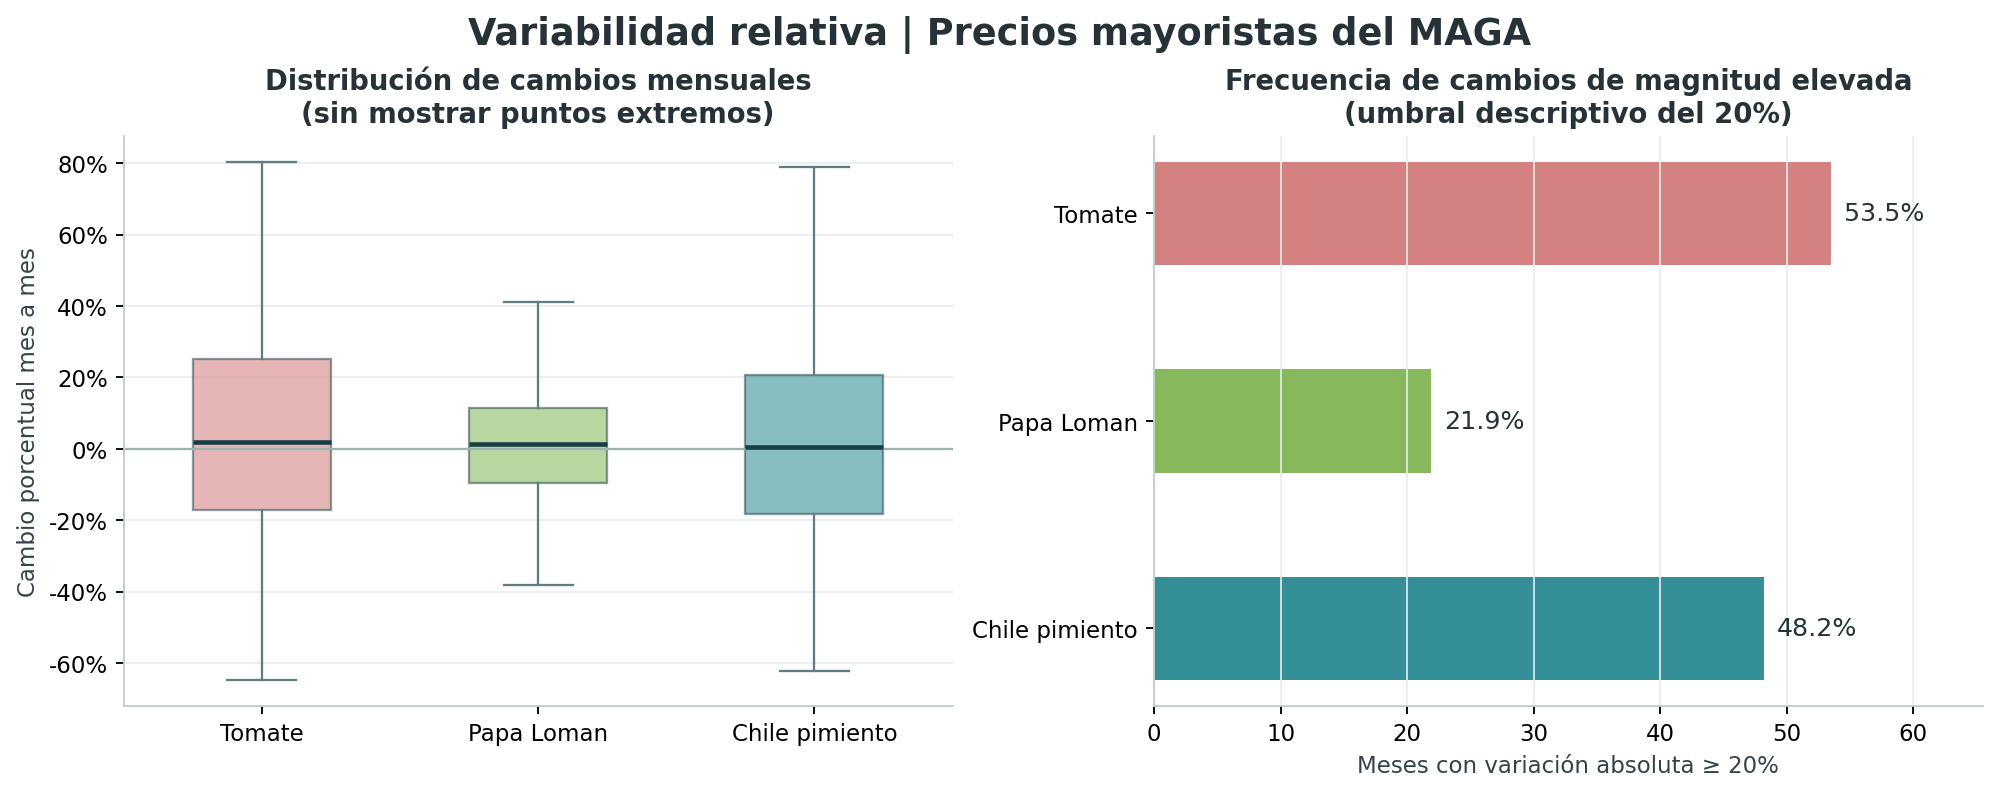 Variabilidad relativa | Precios mayoristas del MAGA
Distribución de cambios mensuales
(sin mostrar puntos extremos)
Cambio porcentual mes a mes
80%
60%
40%
20%
0%
-20%
-40%
-60%
Tomate
Papa Loman
Chile pimiento
Frecuencia de cambios de magnitud elevada
(umbral descriptivo del 20%)
Tomate
53.5%
Papa Loman
21.9%
Chile pimiento
48.2%
0
10
20
30
40
50
60
Meses con variación absoluta ≥ 20%